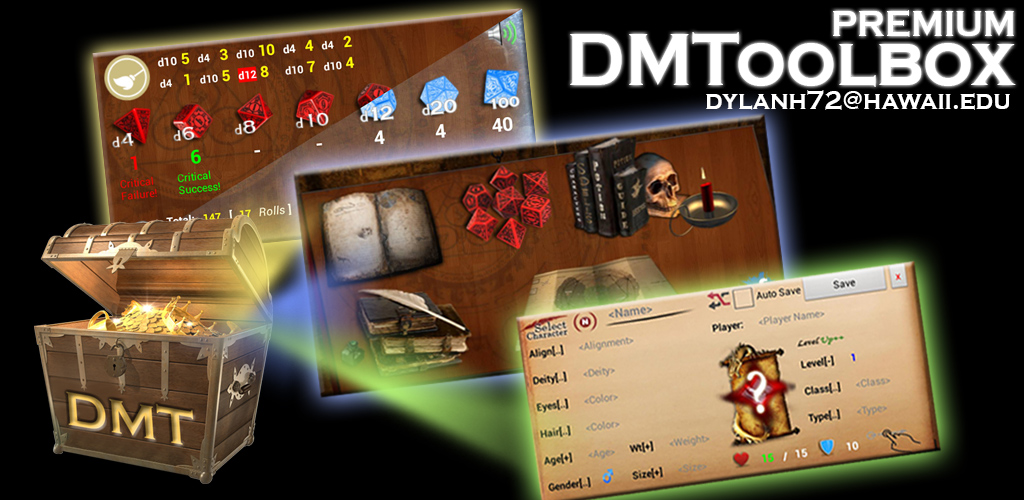 PREMIUM
DMTOOLBOX
DYLANH72@HAWAII.EDU
d10 5 d4 3 d10 10 d4 4 d4 2
d4 1 d10 5 d12 8 d10 7 d10 4
d4 d6 d8 d10 d12 d20 100
1 6 - - 4 4 40
Critical Failure!
Critical Success!
Total: 147 [ 17 Rolls ]
DMT
Select Character
N
<Name>
Auto Save
Save
x
Player: <Player Name>
Align[..] <Alignment>
Level Up
Deity[..] <Deity>
Level[-] 1
Eyes[..] <Color>
Class[..] <Class>
Hair[..] <Color>
Type[..] <Type>
Age[+] <Age> Wt[+] <Weight>
Gender[..] Size[+] <Size>
15 / 15 10
?